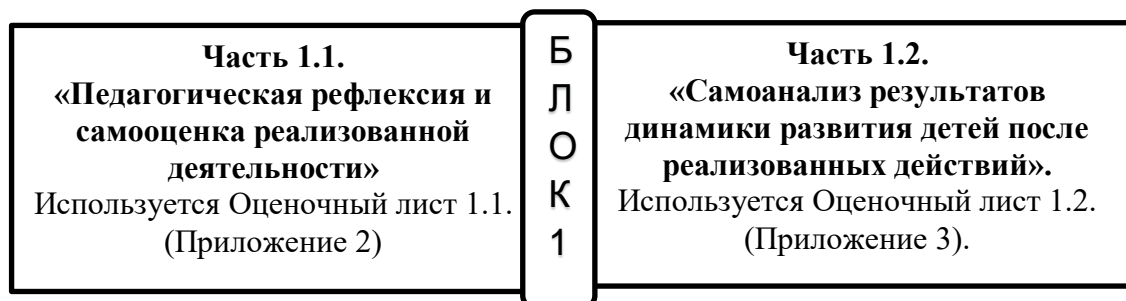 Часть 1.1.
«Педагогическая рефлексия и
самооценка реализованной
деятельности»
Используется Оценочный лист 1.1.
(Приложение 2)
Б
Л
О
К
1
Часть 1.2.
«Самоанализ результатов
динамики развития детей после
реализованных действий».
Используется Оценочный лист 1.2.
(Приложение 3).